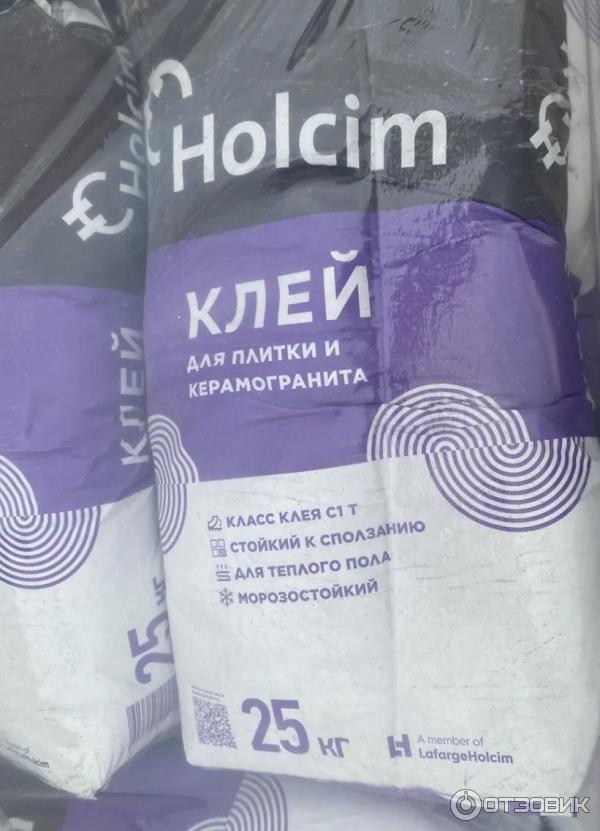 Holcim
КЛЕЙ
ДЛЯ ПЛИТКИ И
КЕРАМОГРАНИТА
КЛАСС КЛЕЯ С1 Т
СТОЙКИЙ К СПОЛЗАНИЮ
ДЛЯ ТЕПЛОГО ПОЛА
МОРОЗОСТОЙКИЙ
25 КГ
A member of
LafargeHolcim
Holcim
КЛЕЙ
25 КГ
ОТЗОВИК